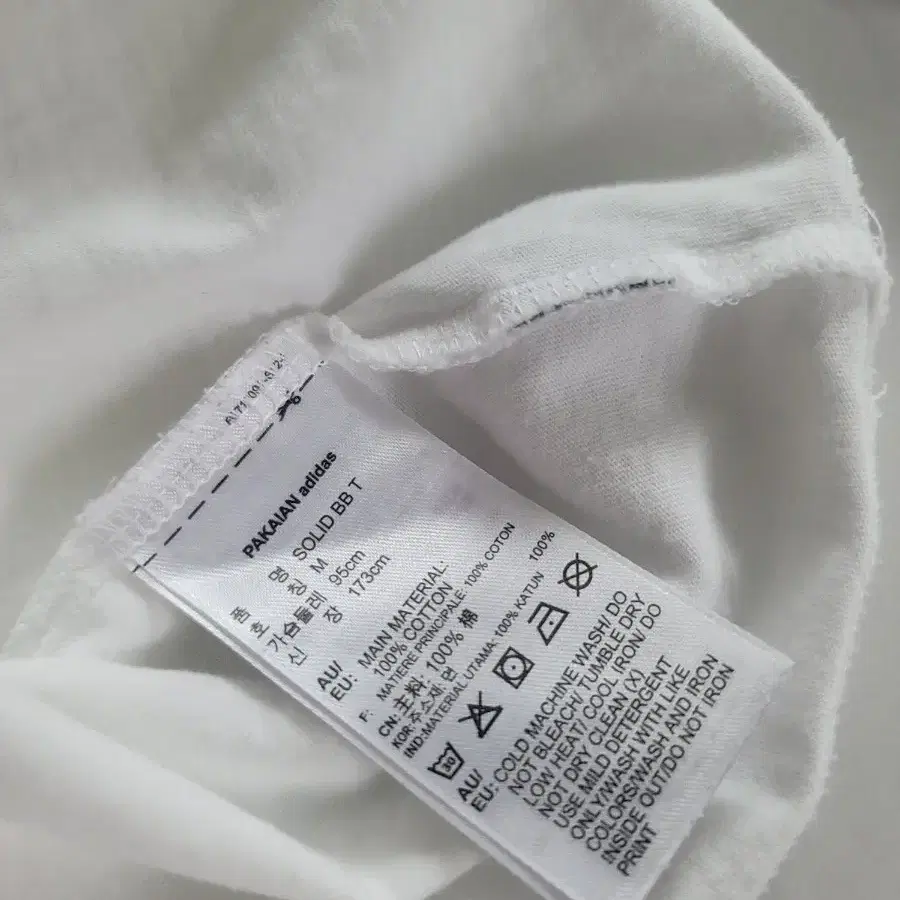 PAKAIAN adidas
품 명 SOLID BB T
호 칭 M
가슴둘레 95cm
신 장 173cm
AU/ MAIN MATERIAL:
EU: 100% COTTON
F: MATIÈRE PRINCIPALE: 100% COTON
CN: 主料: 100% 棉
KOR: 주소재: 면 100%
IND: MATERIAL UTAMA: 100% KATUN
30
AU/ COLD MACHINE WASH/DO
EU: NOT BLEACH/TUMBLE DRY
LOW HEAT/ COOL IRON/ DO
NOT DRY CLEAN (X)
USE MILD DETERGENT
ONLY/WASH WITH LIKE
COLORS/WASH AND IRON
INSIDE OUT/DO NOT IRON
PRINT